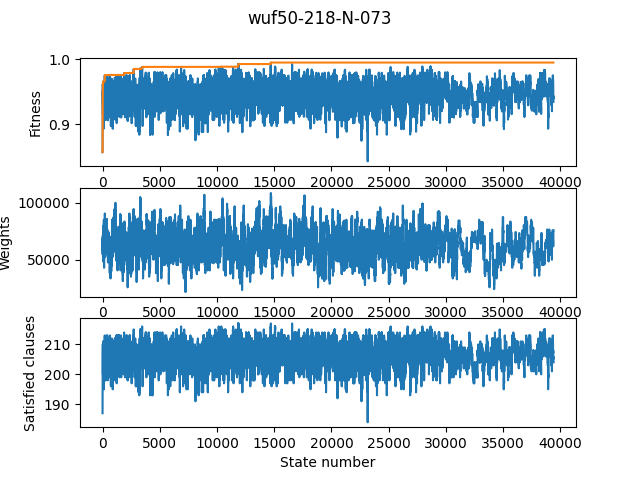 wuf50-218-N-073
1.0
0.9
Fitness
0 5000 10000 15000 20000 25000 30000 35000 40000
100000
50000
Weights
0 5000 10000 15000 20000 25000 30000 35000 40000
210
200
190
Satisfied clauses
0 5000 10000 15000 20000 25000 30000 35000 40000
State number